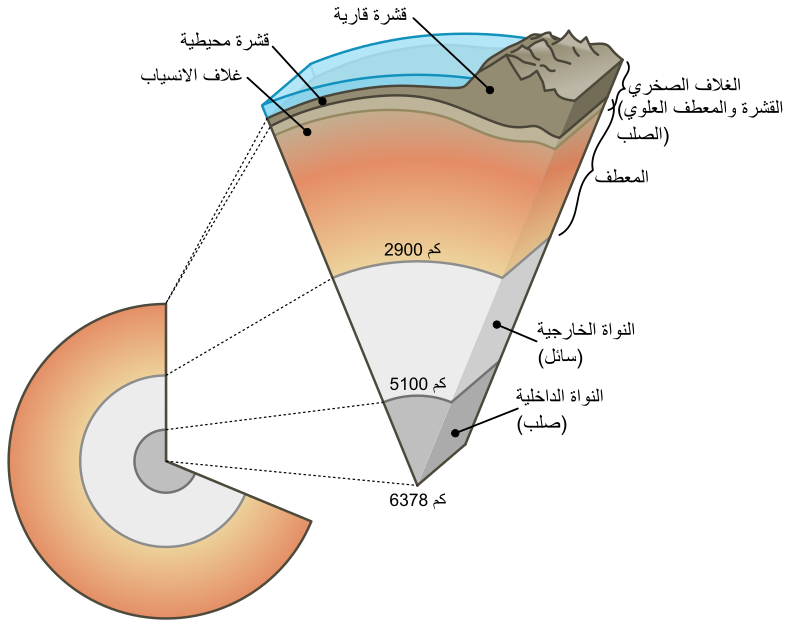 قشرة قارية
قشرة محيطية
غلاف الانسياب
الغلاف الصخري
(القشرة والمعطف العلوي
الصلب)
المعطف
2900 كم
النواة الخارجية
(سائل)
5100 كم
النواة الداخلية
(صلب)
6378 كم